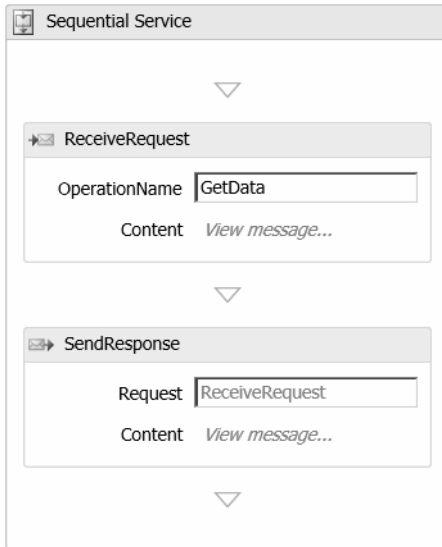 Sequential Service
ReceiveRequest
OperationName GetData
Content View message...
SendResponse
Request ReceiveRequest
Content View message...